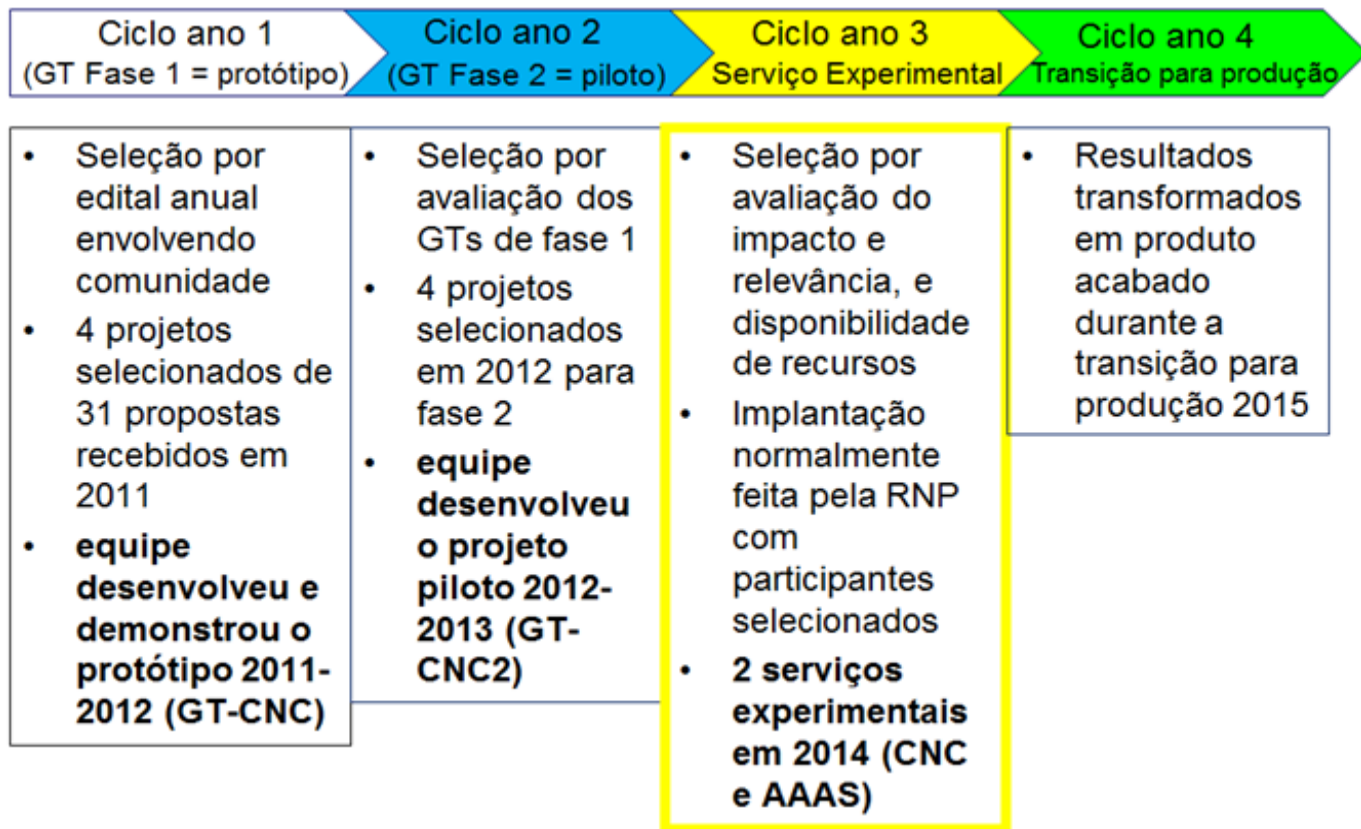 Ciclo ano 1
(GT Fase 1 = protótipo)
Ciclo ano 2
(GT Fase 2 = piloto)
Ciclo ano 3
Serviço Experimental
Ciclo ano 4
Transição para produção
• Seleção por
edital anual
envolvendo
comunidade
• 4 projetos
selecionados de
31 propostas
recebidos em
2011
• equipe
desenvolveu e
demonstrou o
protótipo 2011-
2012 (GT-CNC)
• Seleção por
avaliação dos
GTs de fase 1
• 4 projetos
selecionados
em 2012 para
fase 2
• equipe
desenvolveu
o projeto
piloto 2012-
2013 (GT-
CNC2)
• Seleção por
avaliação do
impacto e
relevância, e
disponibilidade
de recursos
• Implantação
normalmente
feita pela RNP
com
participantes
selecionados
• 2 serviços
experimentais
em 2014 (CNC
e AAAS)
• Resultados
transformados
em produto
acabado
durante a
transição para
produção 2015